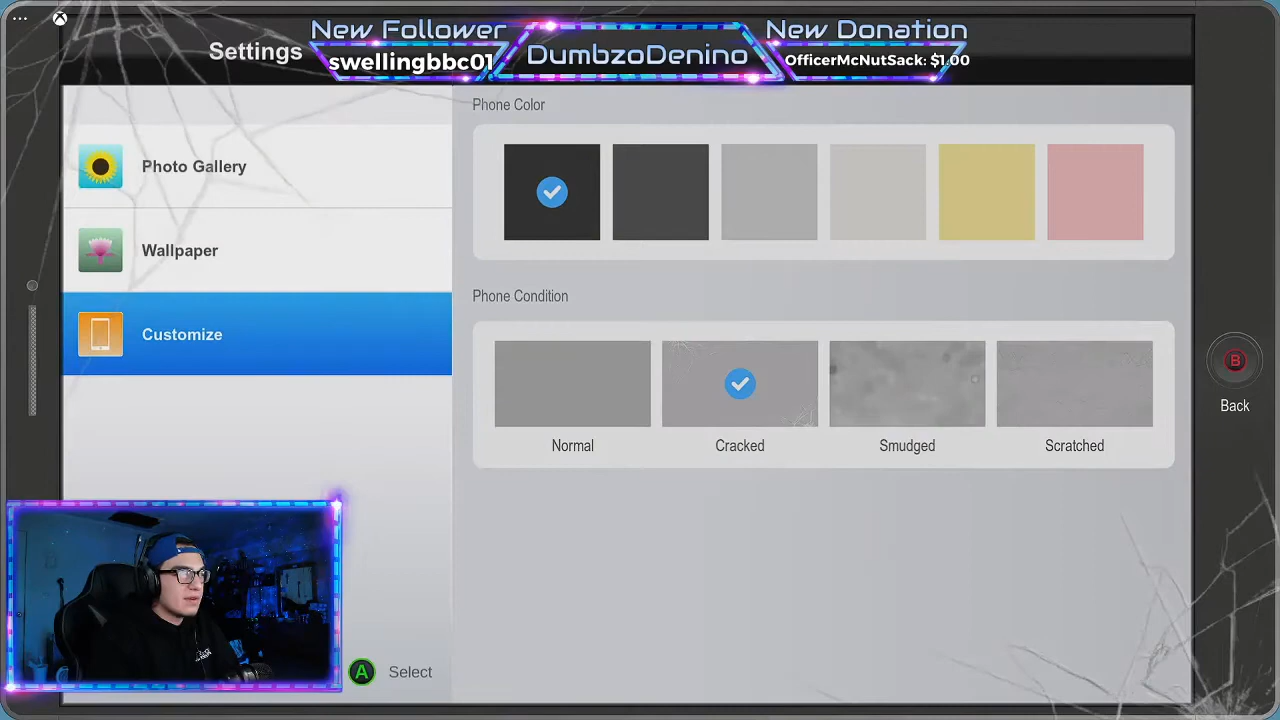 Settings
New Follower
swellingbbc01
DumbzoDenino
New Donation
OfficerMcNutSack: $1.00
Photo Gallery
Wallpaper
Customize
Phone Color
Phone Condition
Normal
Cracked
Smudged
Scratched
B
Back
A
Select